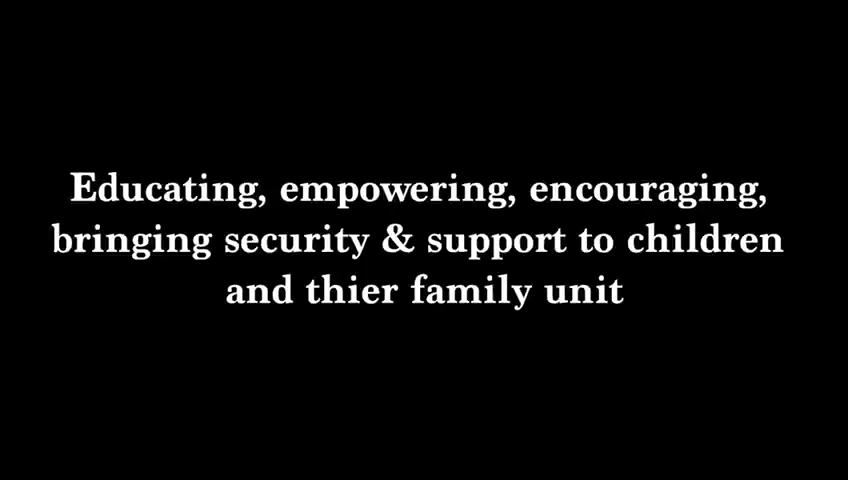 Educating, empowering, encouraging,
bringing security & support to children
and thier family unit